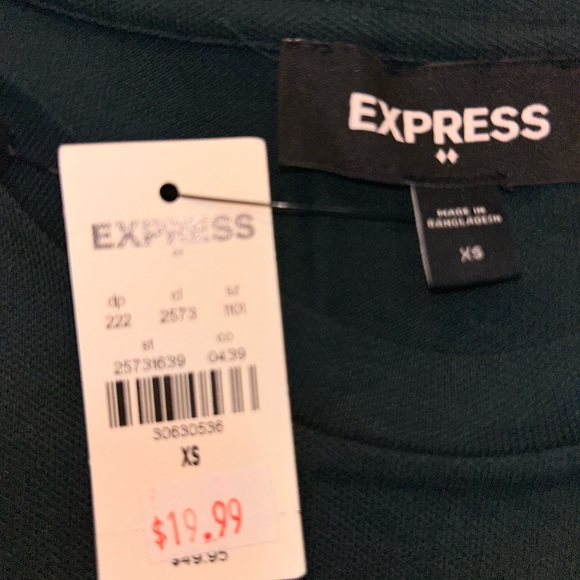 EXPRESS
MADE IN
BANGLADESH
XS
EXPRESS
dp cl sz
222 2573 1101
st co
25731639 0439
30630536
XS
$19.99
$49.95